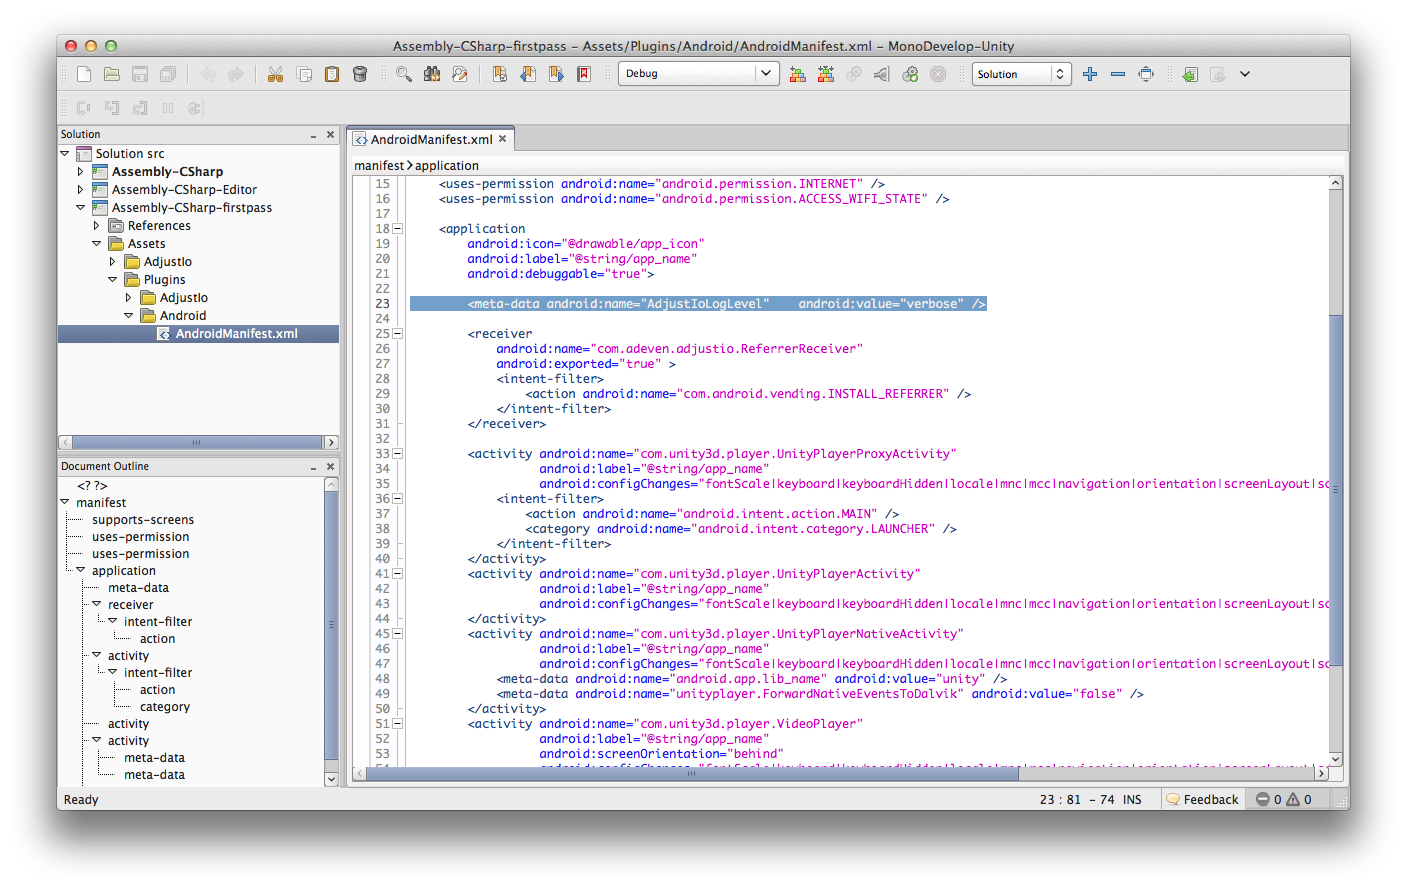 Assembly-CSharp-firstpass – Assets/Plugins/Android/AndroidManifest.xml – MonoDevelop-Unity
Debug
Solution
Solution
Solution src
Assembly-CSharp
Assembly-CSharp-Editor
Assembly-CSharp-firstpass
References
Assets
AdjustIo
Plugins
AdjustIo
Android
AndroidManifest.xml
Document Outline
<? ?>
manifest
supports-screens
uses-permission
uses-permission
application
meta-data
receiver
intent-filter
action
activity
intent-filter
action
category
activity
activity
meta-data
meta-data
AndroidManifest.xml
manifest application
15 <uses-permission android:name="android.permission.INTERNET" />
16 <uses-permission android:name="android.permission.ACCESS_WIFI_STATE" />
17
18 <application
19 android:icon="@drawable/app_icon"
20 android:label="@string/app_name"
21 android:debuggable="true">
22
23 <meta-data android:name="AdjustIoLogLevel" android:value="verbose" />
24
25 <receiver
26 android:name="com.adeven.adjustio.ReferrerReceiver"
27 android:exported="true" >
28 <intent-filter>
29 <action android:name="com.android.vending.INSTALL_REFERRER" />
30 </intent-filter>
31 </receiver>
32
33 <activity android:name="com.unity3d.player.UnityPlayerProxyActivity"
34 android:label="@string/app_name"
35 android:configChanges="fontScale|keyboard|keyboardHidden|locale|mnc|mcc|navigation|orientation|screenLayout|sc
36 <intent-filter>
37 <action android:name="android.intent.action.MAIN" />
38 <category android:name="android.intent.category.LAUNCHER" />
39 </intent-filter>
40 </activity>
41 <activity android:name="com.unity3d.player.UnityPlayerActivity"
42 android:label="@string/app_name"
43 android:configChanges="fontScale|keyboard|keyboardHidden|locale|mnc|mcc|navigation|orientation|screenLayout|sc
44 </activity>
45 <activity android:name="com.unity3d.player.UnityPlayerNativeActivity"
46 android:label="@string/app_name"
47 android:configChanges="fontScale|keyboard|keyboardHidden|locale|mnc|mcc|navigation|orientation|screenLayout|sc
48 <meta-data android:name="android.app.lib_name" android:value="unity" />
49 <meta-data android:name="unityplayer.ForwardNativeEventsToDalvik" android:value="false" />
50 </activity>
51 <activity android:name="com.unity3d.player.VideoPlayer"
52 android:label="@string/app_name"
53 android:screenOrientation="behind"
Ready
23 : 81 – 74 INS
Feedback
0
0